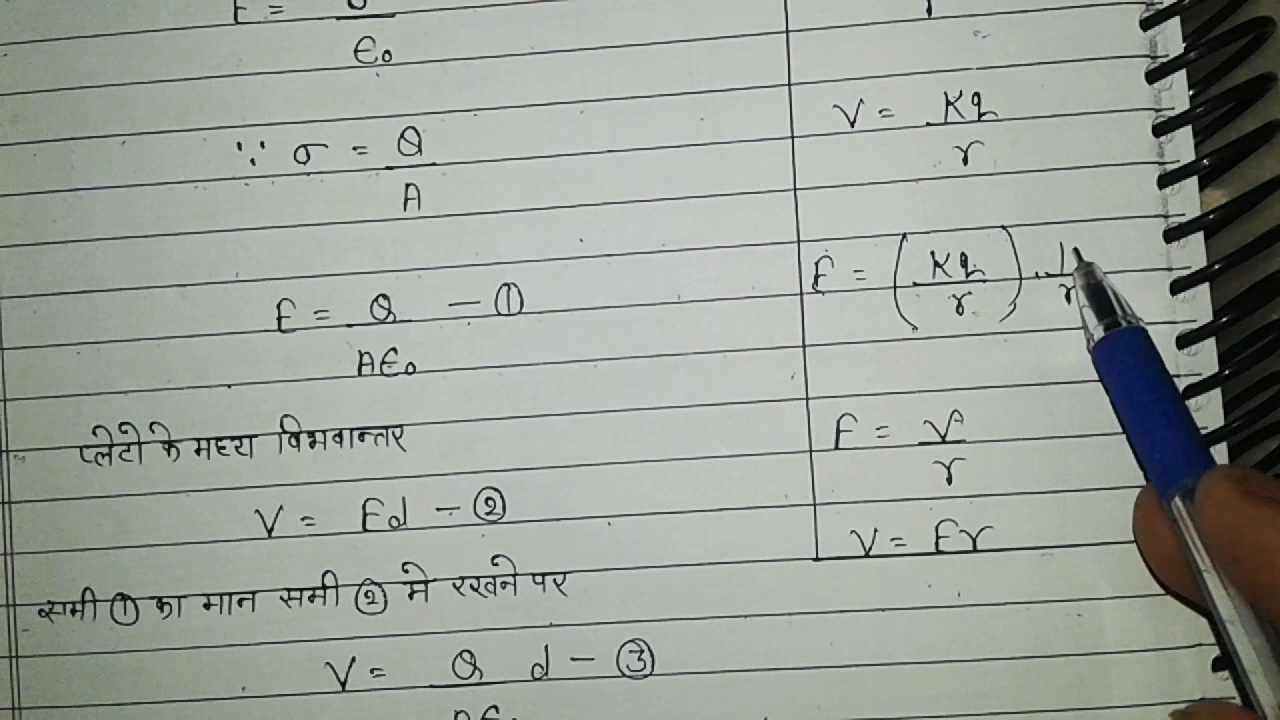 E = σ / ε₀
∵ σ = Q / A
E = Q / Aε₀ — ①
प्लेटो के मध्य विभवान्तर
V = Ed — ②
समी ① का मान समी ② मे रखने पर
V = Q d — ③
Aε₀
V = Kq / r
E = (Kq / r) . 1 / r
E = V / r
V = Er